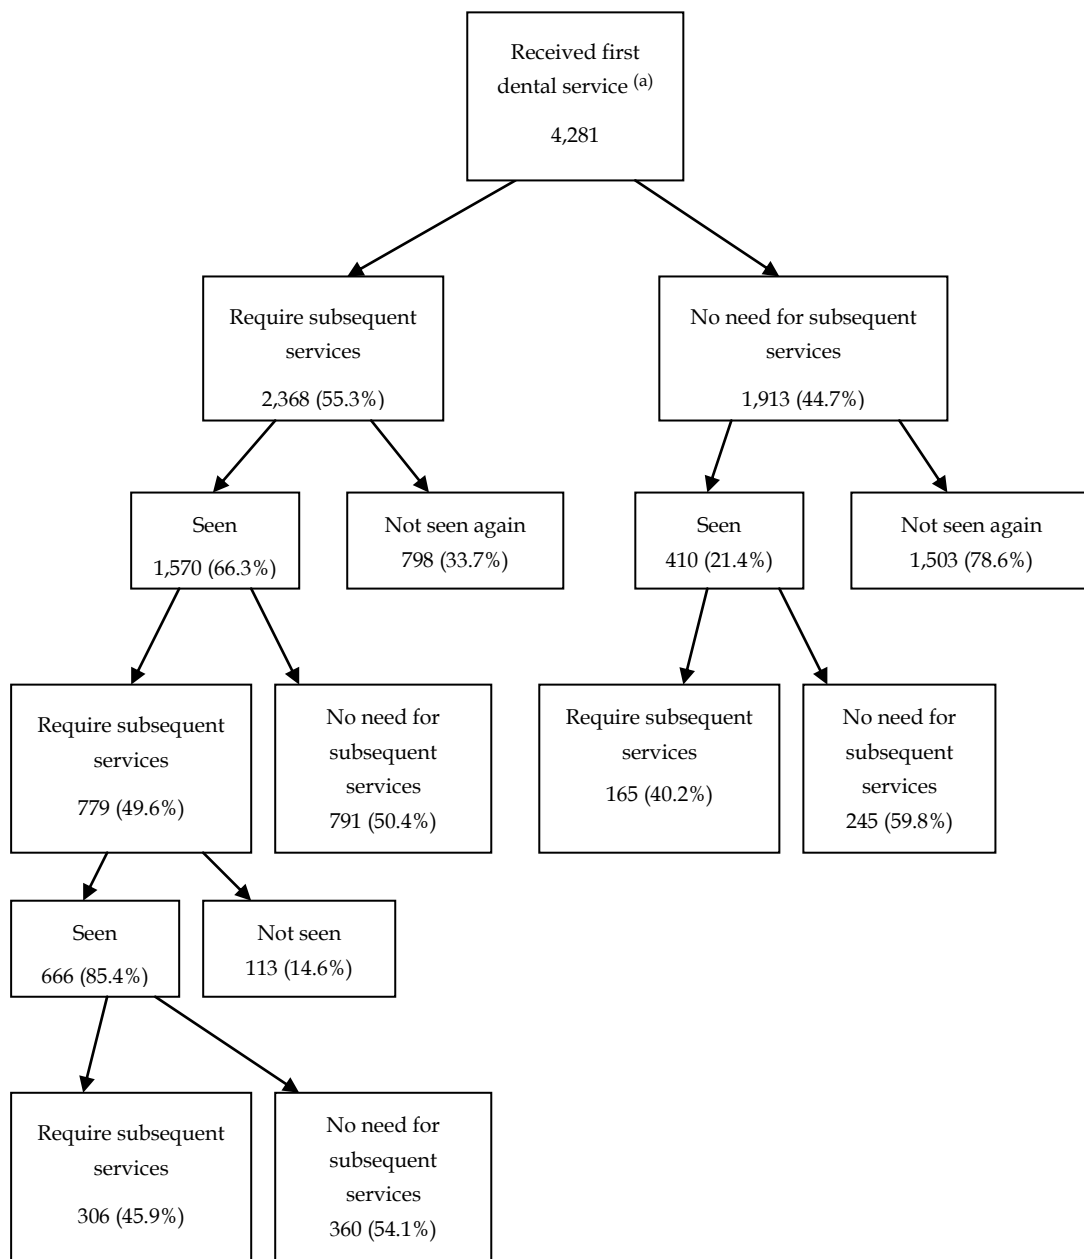 Received first
dental service (a)
4,281
Require subsequent
services
2,368 (55.3%)
No need for subsequent
services
1,913 (44.7%)
Seen
1,570 (66.3%)
Not seen again
798 (33.7%)
Seen
410 (21.4%)
Not seen again
1,503 (78.6%)
Require subsequent
services
779 (49.6%)
No need for
subsequent
services
791 (50.4%)
Require subsequent
services
165 (40.2%)
No need for
subsequent
services
245 (59.8%)
Seen
666 (85.4%)
Not seen
113 (14.6%)
Require subsequent
services
306 (45.9%)
No need for
subsequent
services
360 (54.1%)